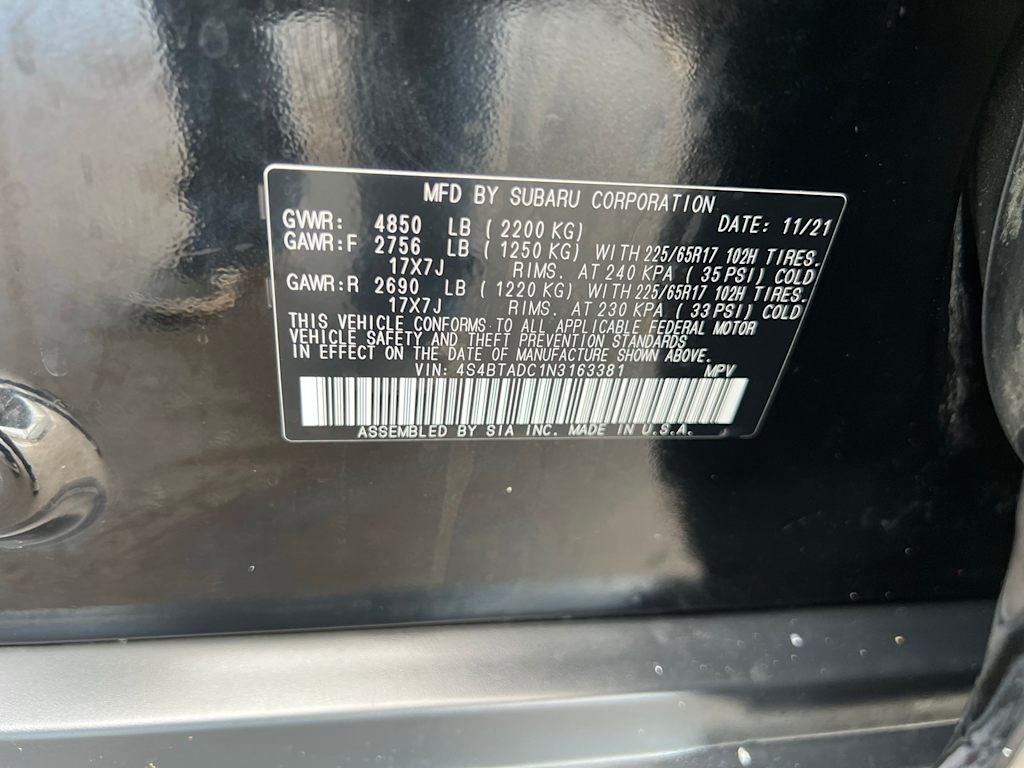 MFD BY SUBARU CORPORATION
GVWR: 4850 LB ( 2200 KG) DATE: 11/21
GAWR:F 2756 LB ( 1250 KG) WITH 225/65R17 102H TIRES.
17X7J RIMS. AT 240 KPA ( 35 PSI) COLD
GAWR:R 2690 LB ( 1220 KG) WITH 225/65R17 102H TIRES.
17X7J RIMS. AT 230 KPA ( 33 PSI) COLD
THIS VEHICLE CONFORMS TO ALL APPLICABLE FEDERAL MOTOR
VEHICLE SAFETY AND THEFT PREVENTION STANDARDS
IN EFFECT ON THE DATE OF MANUFACTURE SHOWN ABOVE.
VIN: 4S4BTADC1N3163381 MPV
ASSEMBLED BY SIA INC. MADE IN U.S.A.